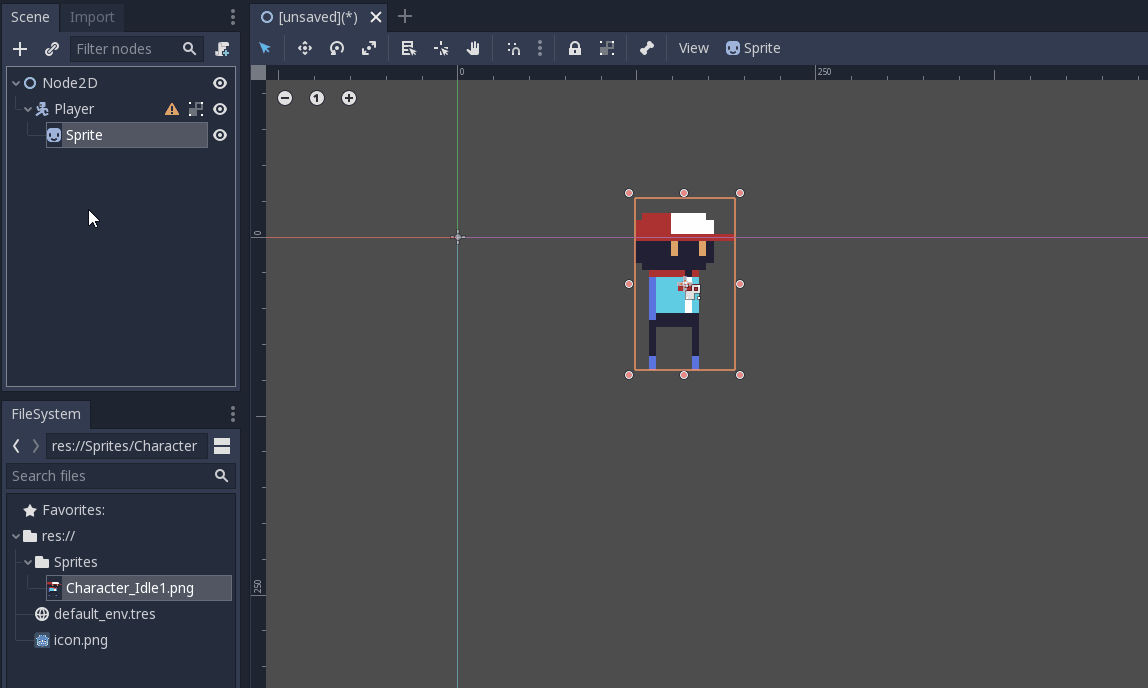 Scene Import
[unsaved](*)
Filter nodes
View Sprite
0 250
1
Node2D
Player
Sprite
0
250
FileSystem
res://Sprites/Character
Search files
Favorites:
res://
Sprites
Character_Idle1.png
default_env.tres
icon.png